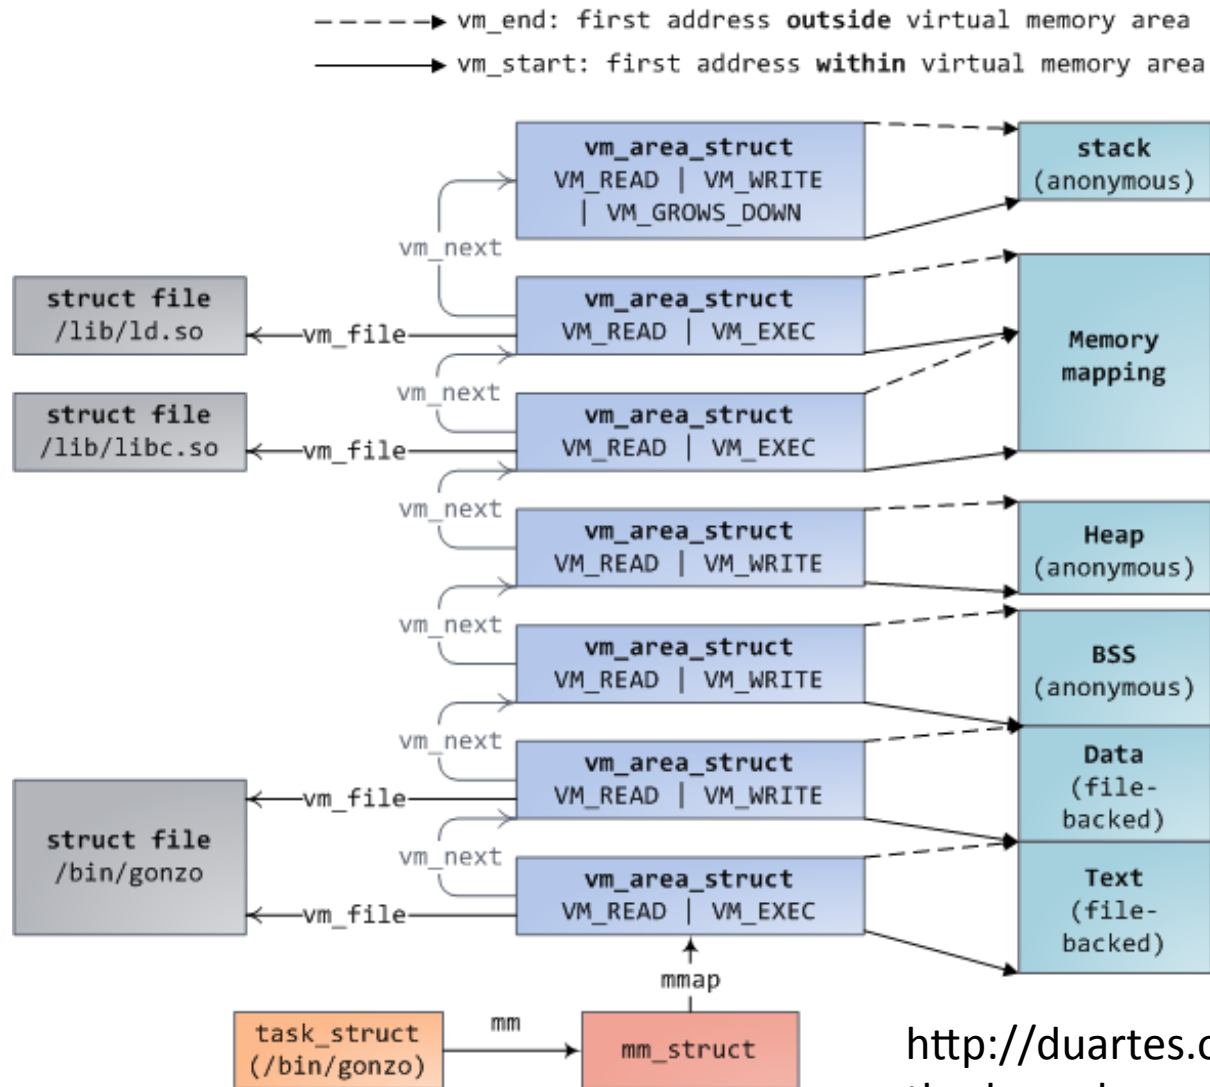 vm_end: first address outside virtual memory area
vm_start: first address within virtual memory area
vm_area_struct
VM_READ | VM_WRITE
| VM_GROWS_DOWN
stack
(anonymous)
vm_next
struct file
/lib/ld.so
vm_file
vm_area_struct
VM_READ | VM_EXEC
Memory
mapping
vm_next
struct file
/lib/libc.so
vm_file
vm_area_struct
VM_READ | VM_EXEC
vm_next
vm_area_struct
VM_READ | VM_WRITE
Heap
(anonymous)
vm_next
vm_area_struct
VM_READ | VM_WRITE
BSS
(anonymous)
vm_next
vm_file
vm_area_struct
VM_READ | VM_WRITE
Data
(file-
backed)
struct file
/bin/gonzo
vm_next
vm_file
vm_area_struct
VM_READ | VM_EXEC
Text
(file-
backed)
mmap
task_struct
(/bin/gonzo)
mm
mm_struct
http://duartes.o